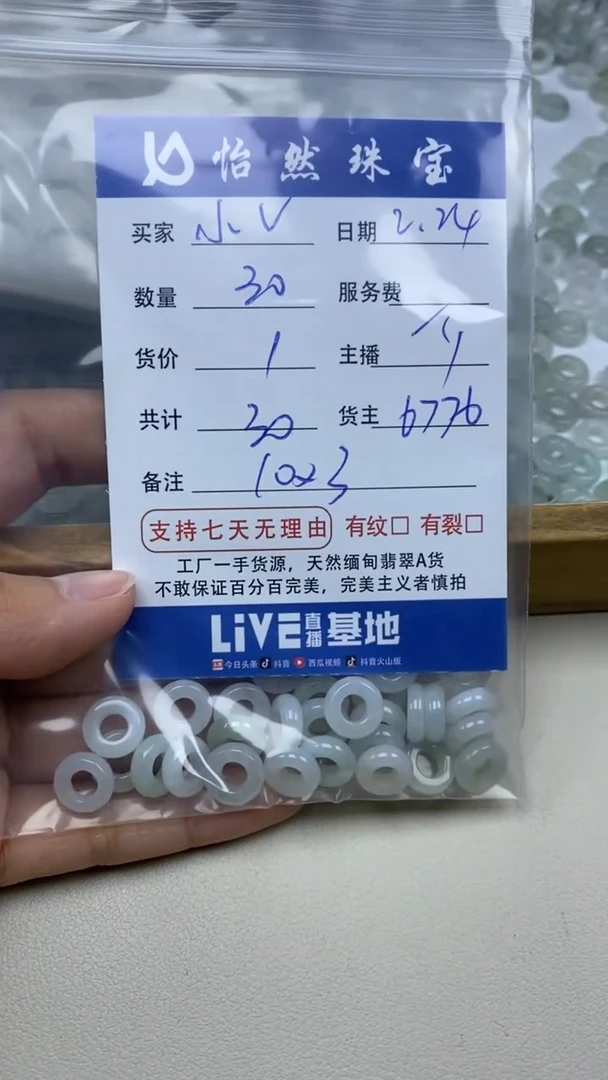 怡然珠宝
买家 小V 日期 2.24
数量 30 服务费
货价 1 主播
共计 30 货主 6776
备注 10x3
支持七天无理由 有纹□ 有裂□
工厂一手货源，天然缅甸翡翠A货
不敢保证百分百完美，完美主义者慎拍
LiVE直播基地
今日头条 抖音 西瓜视频 抖音火山版